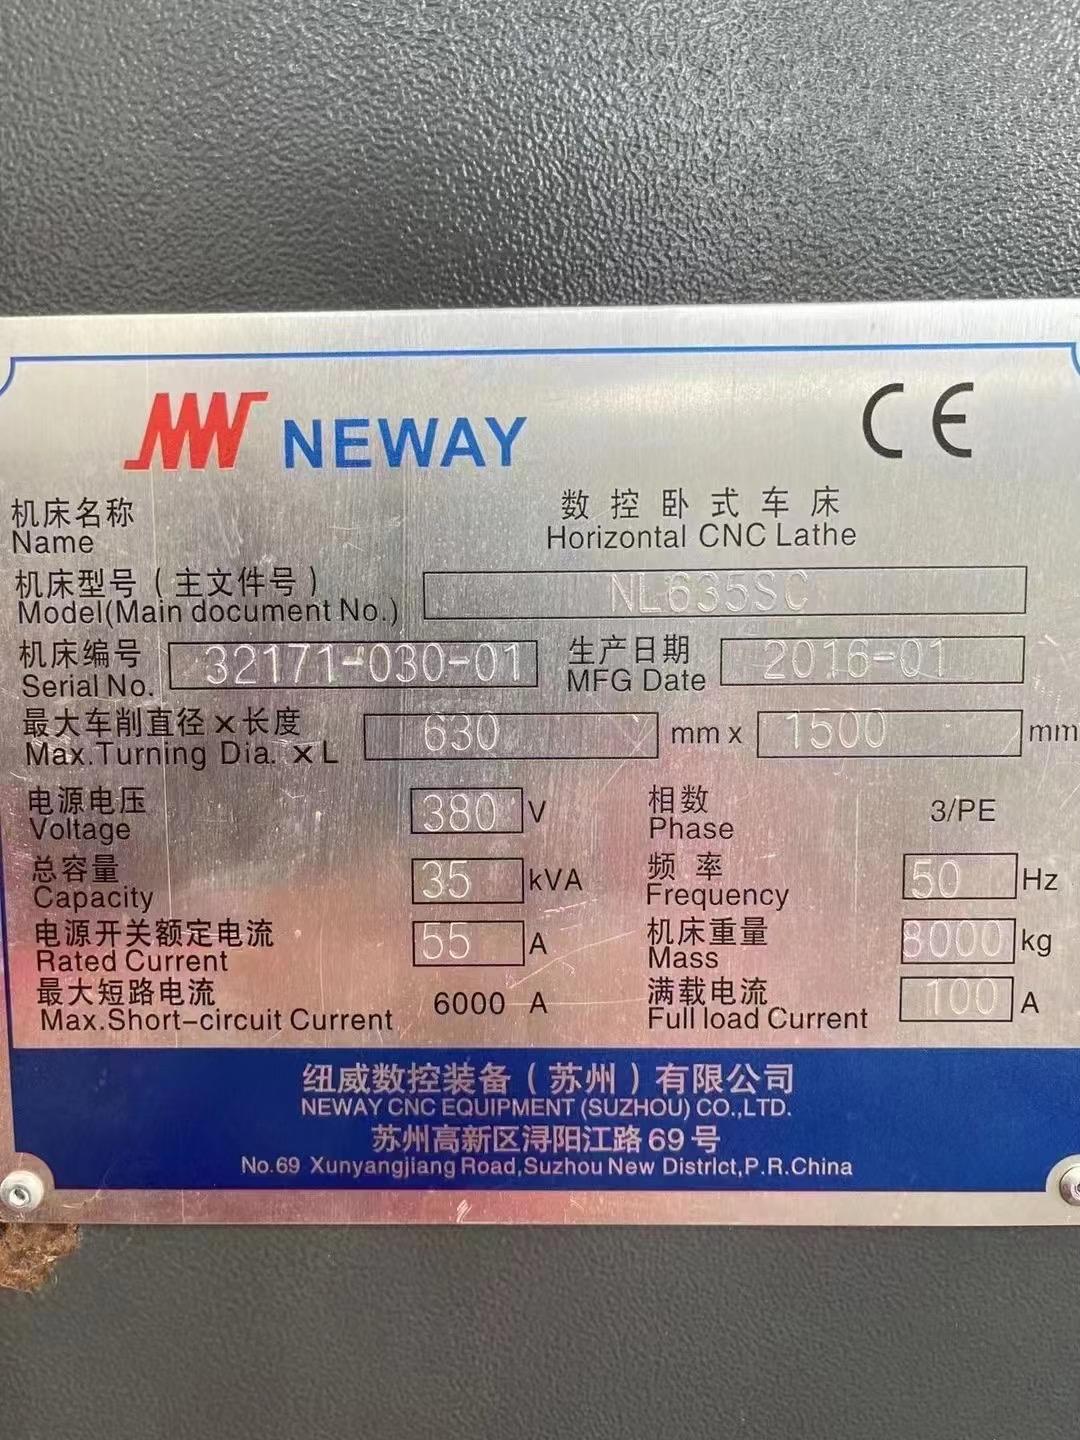 NEWAY CE
机床名称 数控卧式车床
Name Horizontal CNC Lathe
机床型号(主文件号)
Model(Main document No.) NL635SC
机床编号 32171-030-01 生产日期 2016-01
Serial No. MFG Date
最大车削直径×长度 630 mm x 1500 mm
Max.Turning Dia. ×L
电源电压 380 V 相数 3/PE
Voltage Phase
总容量 35 kVA 频率 50 Hz
Capacity Frequency
电源开关额定电流 55 A 机床重量 8000 kg
Rated Current Mass
最大短路电流 6000 A 满载电流 100 A
Max.Short-circuit Current Full load Current
纽威数控装备(苏州)有限公司
NEWAY CNC EQUIPMENT (SUZHOU) CO.,LTD.
苏州高新区浔阳江路69号
No.69 Xunyangjiang Road,Suzhou New District,P.R.China